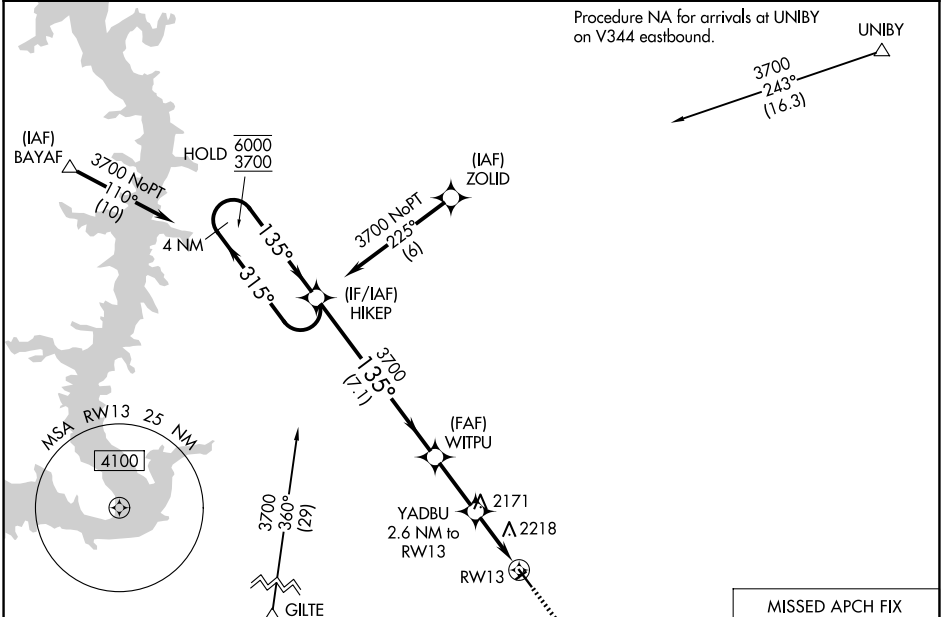 Procedure NA for arrivals at UNIBY
on V344 eastbound.
UNIBY
3700
243°
(16.3)
(IAF)
BAYAF
3700 NoPT
110°
(10)
HOLD
6000
3700
(IAF)
ZOLID
3700 NoPT
225°
(6)
4 NM
135°
315°
(IF/IAF)
HIKEP
3700
135°
(7.1)
(FAF)
WITPU
MSA RW13 25 NM
4100
3700
360°
(29)
YADBU
2.6 NM to
RW13
2171
2218
RW13
GILTE
MISSED APCH FIX